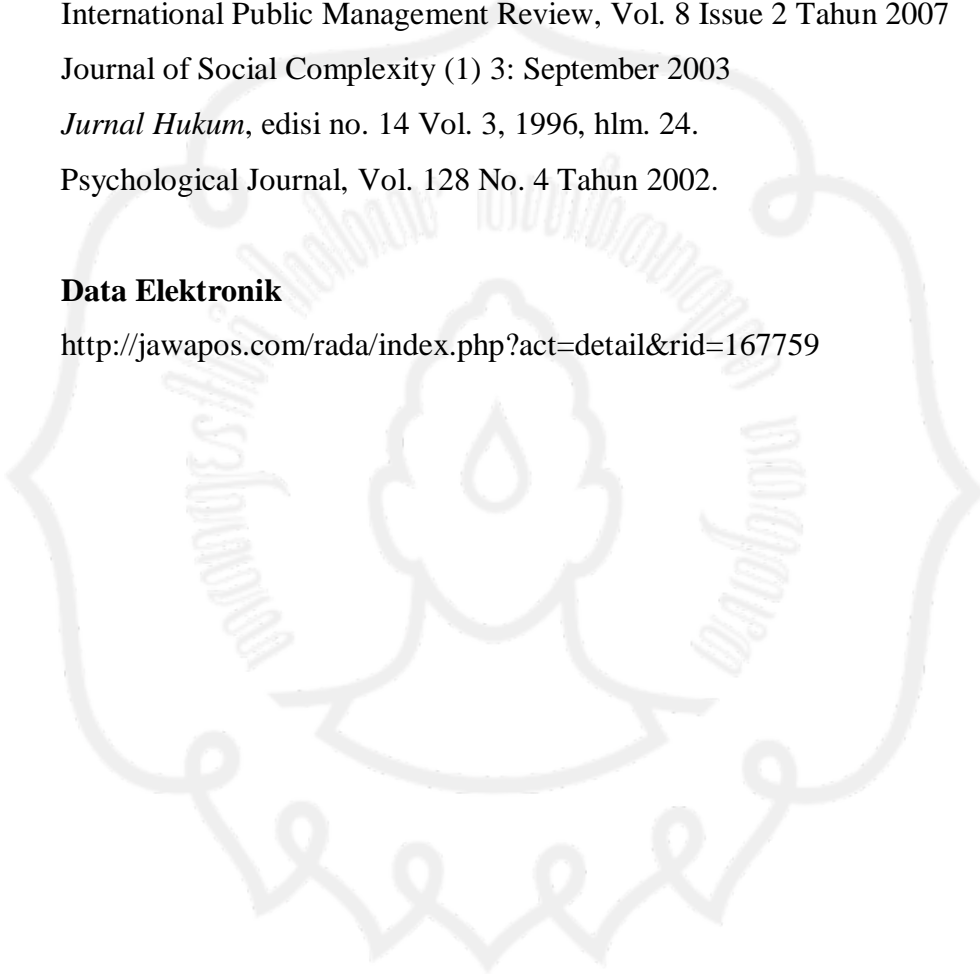 International Public Management Review, Vol. 8 Issue 2 Tahun 2007
Journal of Social Complexity (1) 3: September 2003
Jurnal Hukum, edisi no. 14 Vol. 3, 1996, hlm. 24.
Psychological Journal, Vol. 128 No. 4 Tahun 2002.
Data Elektronik
http://jawapos.com/rada/index.php?act=detail&rid=167759